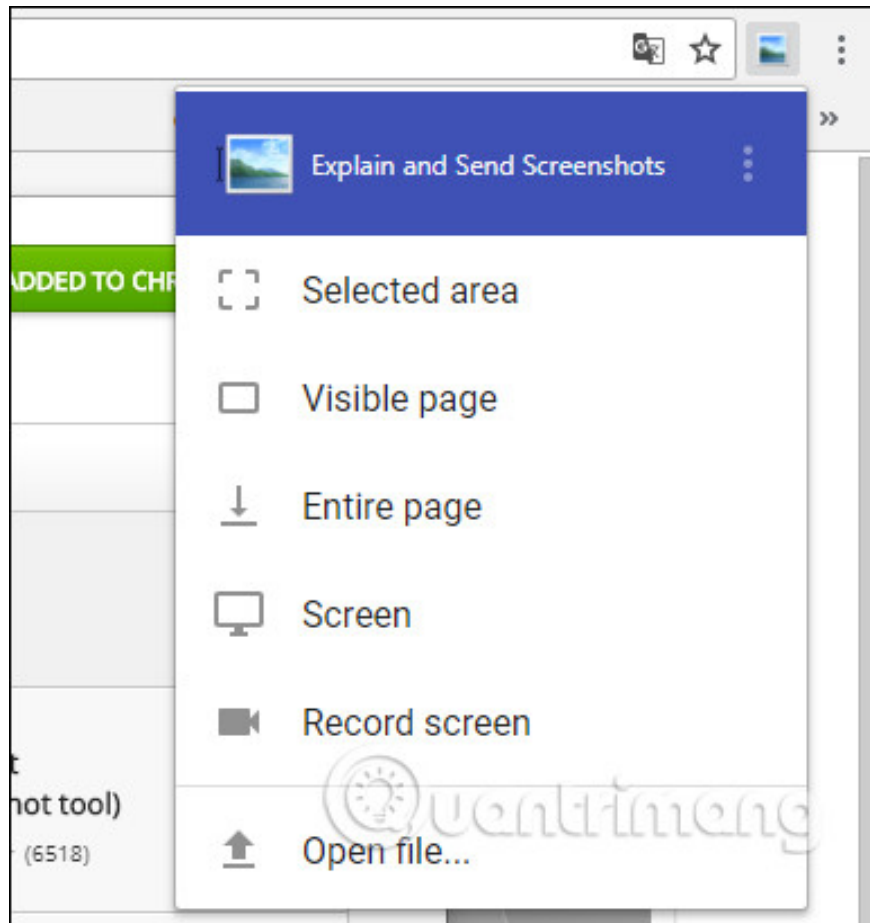 Explain and Send Screenshots
ADDED TO CHR
Selected area
Visible page
Entire page
Screen
Record screen
t
not tool)
(6518)
Quantrimang
Open file...